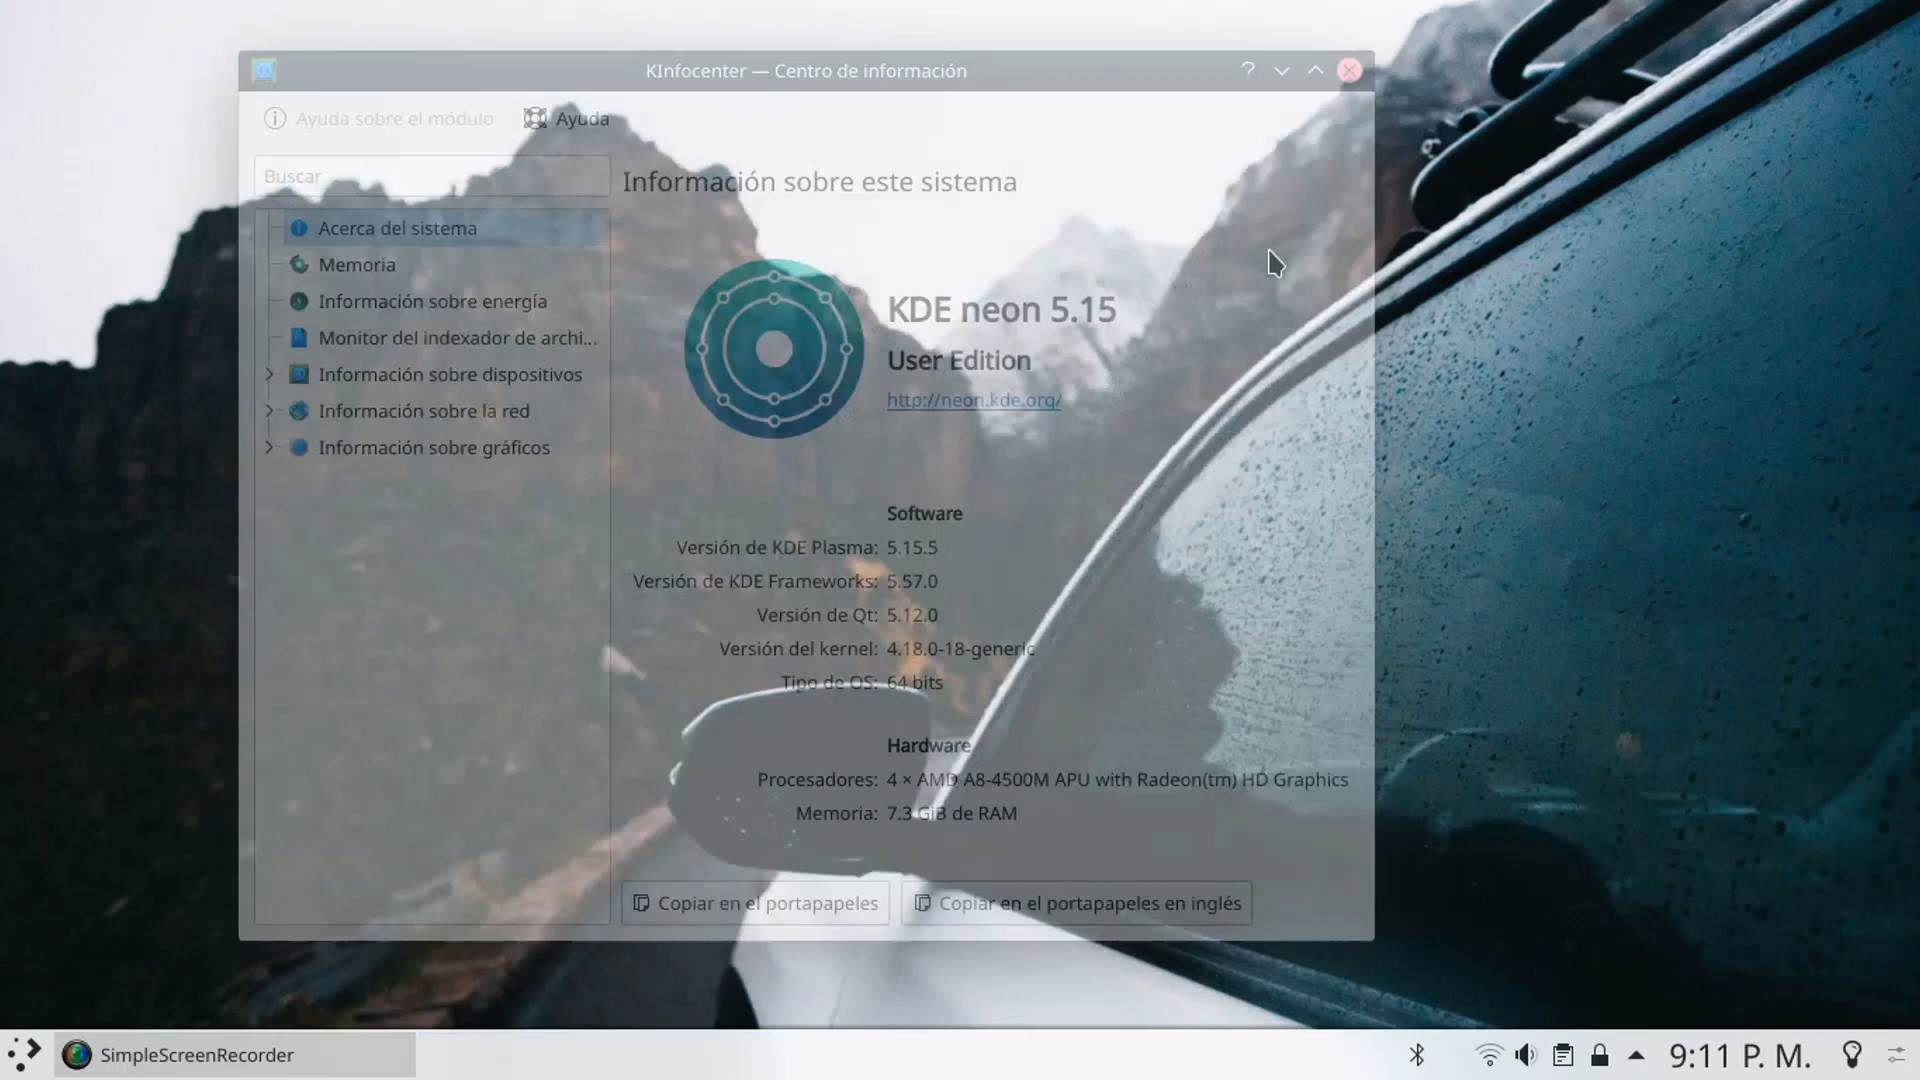 KInfocenter — Centro de información
Ayuda sobre el módulo
Ayuda
Buscar
Acerca del sistema
Memoria
Información sobre energía
Monitor del indexador de archi...
Información sobre dispositivos
Información sobre la red
Información sobre gráficos
Información sobre este sistema
KDE neon 5.15
User Edition
http://neon.kde.org/
Software
Versión de KDE Plasma: 5.15.5
Versión de KDE Frameworks: 5.57.0
Versión de Qt: 5.12.0
Versión del kernel: 4.18.0-18-generic
Tipo de OS: 64 bits
Hardware
Procesadores: 4 × AMD A8-4500M APU with Radeon(tm) HD Graphics
Memoria: 7.3 GiB de RAM
Copiar en el portapapeles
Copiar en el portapapeles en inglés
SimpleScreenRecorder
9:11 P. M.